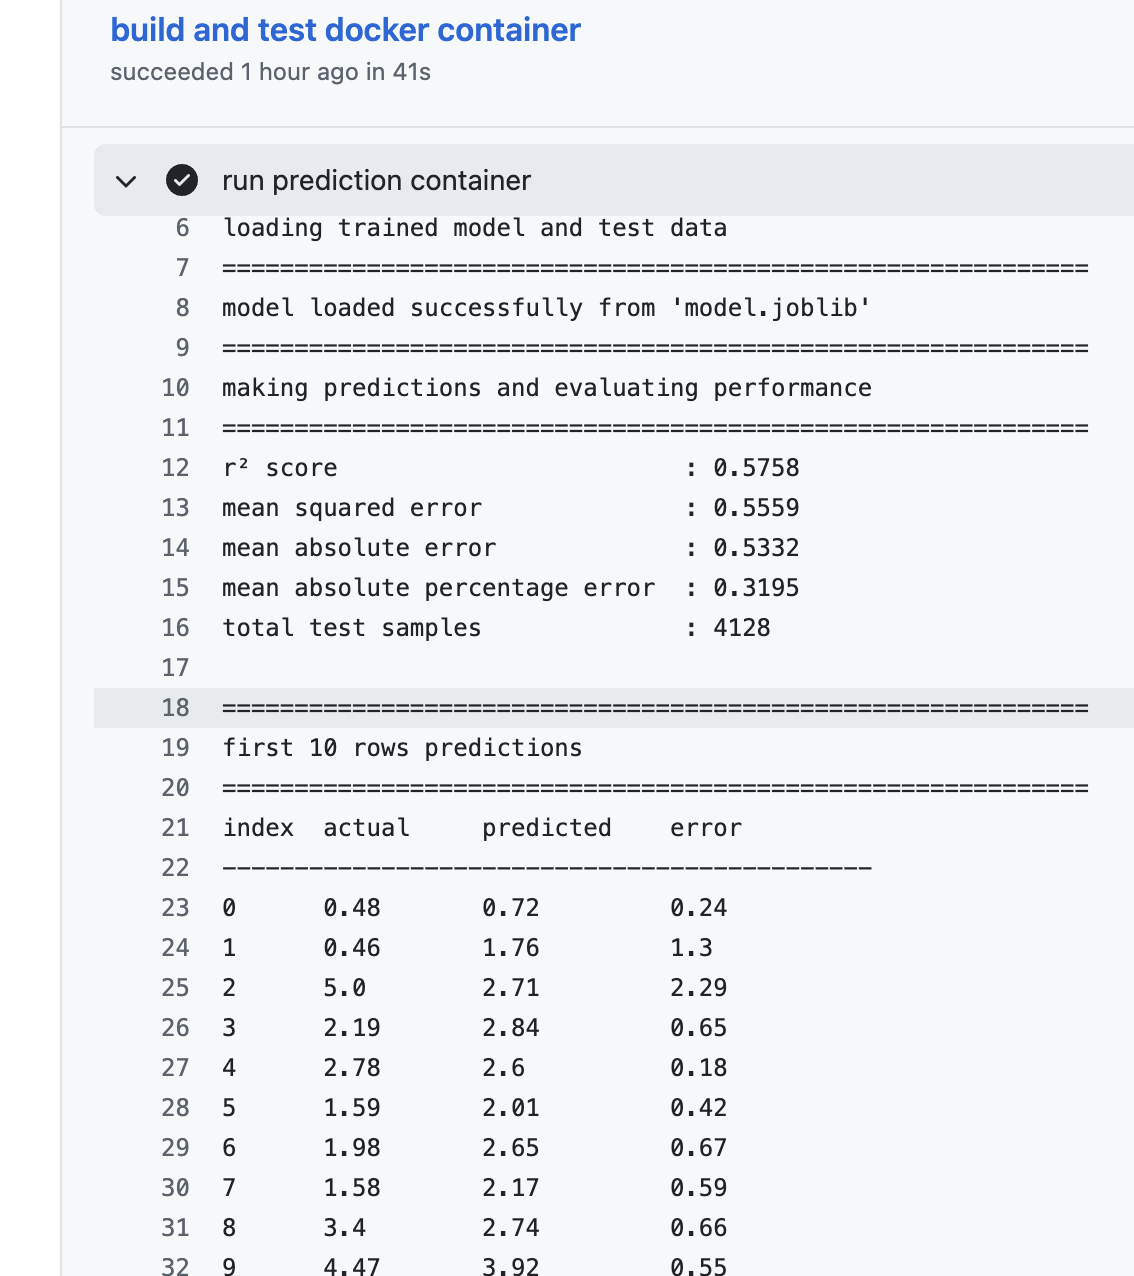 build and test docker container
succeeded 1 hour ago in 41s
run prediction container
6 loading trained model and test data
7 ============================================================
8 model loaded successfully from 'model.joblib'
9 ============================================================
10 making predictions and evaluating performance
11 ============================================================
12 r² score : 0.5758
13 mean squared error : 0.5559
14 mean absolute error : 0.5332
15 mean absolute percentage error : 0.3195
16 total test samples : 4128
17
18 ============================================================
19 first 10 rows predictions
20 ============================================================
21 index actual predicted error
22 ---------------------------------------------
23 0 0.48 0.72 0.24
24 1 0.46 1.76 1.3
25 2 5.0 2.71 2.29
26 3 2.19 2.84 0.65
27 4 2.78 2.6 0.18
28 5 1.59 2.01 0.42
29 6 1.98 2.65 0.67
30 7 1.58 2.17 0.59
31 8 3.4 2.74 0.66
32 9 4.47 3.92 0.55